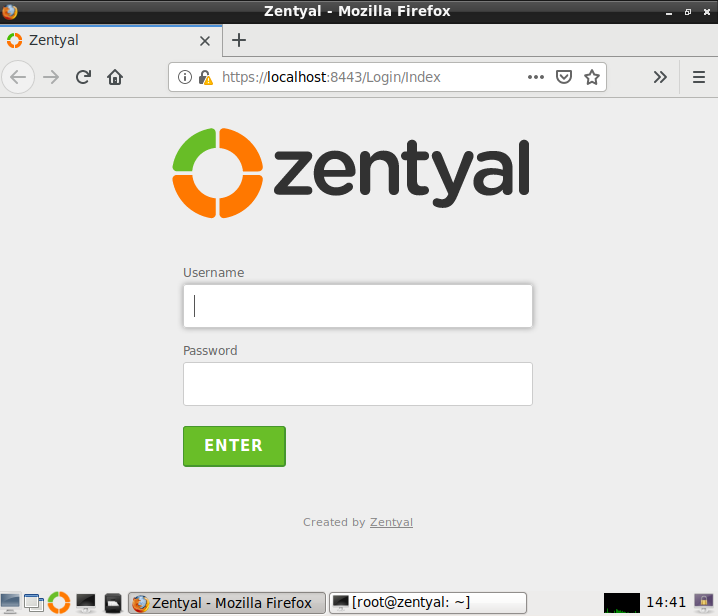 Zentyal - Mozilla Firefox
Zentyal
https://localhost:8443/Login/Index
zentyal
Username
Password
ENTER
Created by Zentyal
Zentyal - Mozilla Firefox
[root@zentyal: ~]
14:41